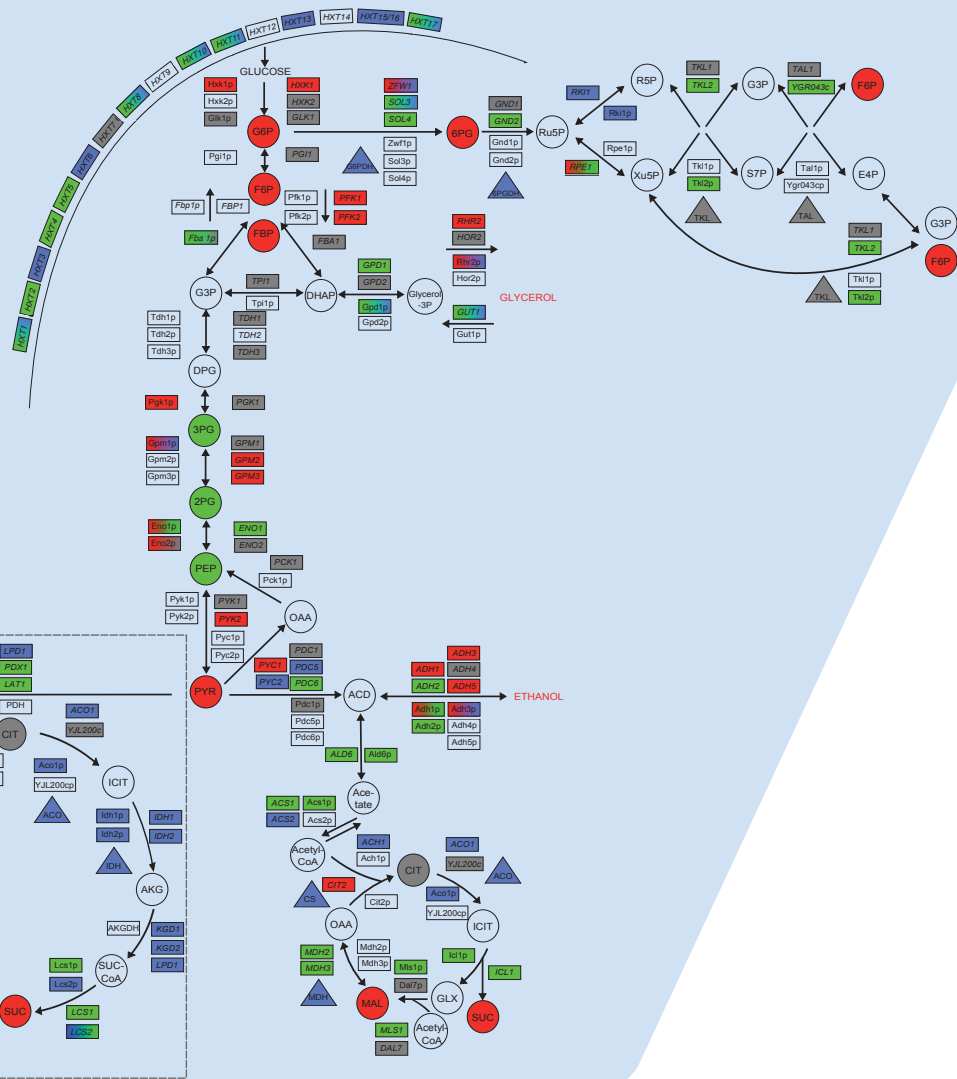 HXT1
HXT2
HXT3
HXT4
HXT5
HXT6
HXT7
HXT8
HXT9
HXT10
HXT11
HXT12
HXT13
HXT14
HXT15/16
HXT17
GLUCOSE
Hxk1p
Hxk2p
Glk1p
HXK1
HXK2
GLK1
G6P
Pgi1p
PGI1
F6P
Fbp1p
FBP1
Pfk1p
Pfk2p
PFK1
PFK2
FBP
Fba 1p
FBA1
ZFW1
SOL3
SOL4
Zwf1p
Sol3p
Sol4p
G6PDH
6PG
GND1
GND2
Gnd1p
Gnd2p
6PGDH
Ru5P
RKI1
Rki1p
RPE1
Rpe1p
R5P
Xu5P
TKL1
TKL2
Tkl1p
Tkl2p
TKL
G3P
S7P
TAL1
YGR043c
Tal1p
Ygr043cp
TAL
F6P
E4P
TKL1
TKL2
Tkl1p
Tkl2p
TKL
G3P
F6P
G3P
TPI1
Tpi1p
DHAP
GPD1
GPD2
Gpd1p
Gpd2p
Glycerol
-3P
RHR2
HOR2
Rhr2p
Hor2p
GLYCEROL
GUT1
Gut1p
Tdh1p
Tdh2p
Tdh3p
TDH1
TDH2
TDH3
DPG
Pgk1p
PGK1
3PG
Gpm1p
Gpm2p
Gpm3p
GPM1
GPM2
GPM3
2PG
Eno1p
Eno2p
ENO1
ENO2
PEP
PCK1
Pck1p
Pyk1p
Pyk2p
PYK1
PYK2
Pyc1p
Pyc2p
OAA
PYC1
PYC2
PYR
PDC1
PDC5
PDC6
Pdc1p
Pdc5p
Pdc6p
ACD
ADH3
ADH1
ADH4
ADH2
ADH5
Adh1p
Adh3p
Adh2p
Adh4p
Adh5p
ETHANOL
ALD6
Ald6p
Ace-
tate
ACS1
ACS2
Acs1p
Acs2p
Acetyl-
CoA
ACH1
Ach1p
CIT
CS
CIT2
Cit2p
ACO1
YJL200c
Aco1p
YJL200cp
ACO
ICIT
OAA
MDH2
MDH3
MDH
Mdh2p
Mdh3p
MAL
Mls1p
Dal7p
GLX
MLS1
DAL7
Acetyl-
CoA
Icl1p
ICL1
SUC
LPD1
PDX1
LAT1
PDH
CIT
ACO1
YJL200c
Aco1p
YJL200cp
ACO
ICIT
Idh1p
Idh2p
IDH
IDH1
IDH2
AKG
AKGDH
KGD1
KGD2
LPD1
SUC-
CoA
Lcs1p
Lcs2p
LCS1
LCS2
SUC